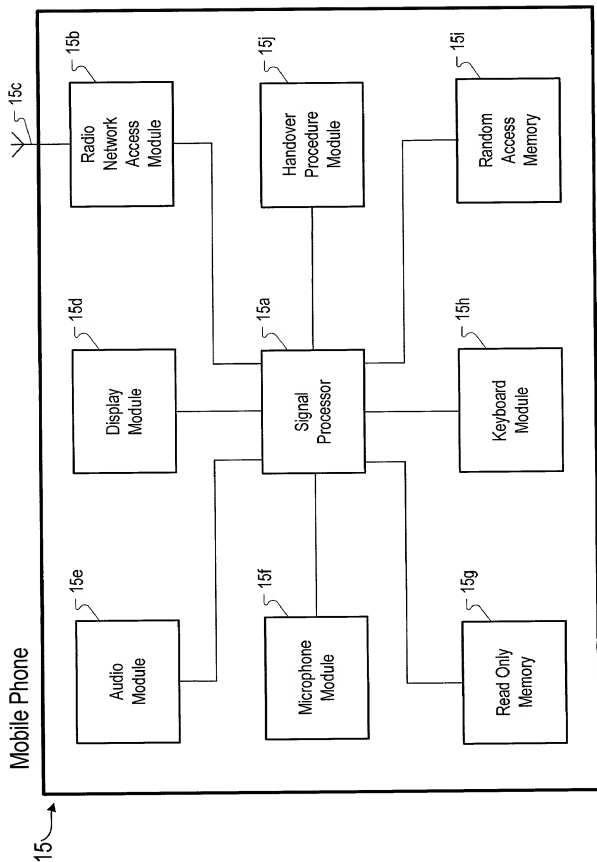 Mobile Phone
15
15e
Audio
Module
15d
Display
Module
15c
15b
Radio
Network
Access
Module
15f
Microphone
Module
15a
Signal
Processor
15j
Handover
Procedure
Module
15g
Read Only
Memory
15h
Keyboard
Module
15i
Random
Access
Memory